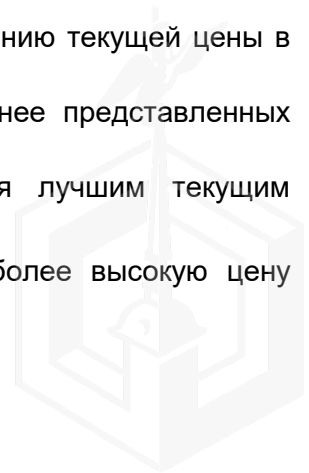 нию текущей цены в
нее представленных
я лучшим текущим
более высокую цену